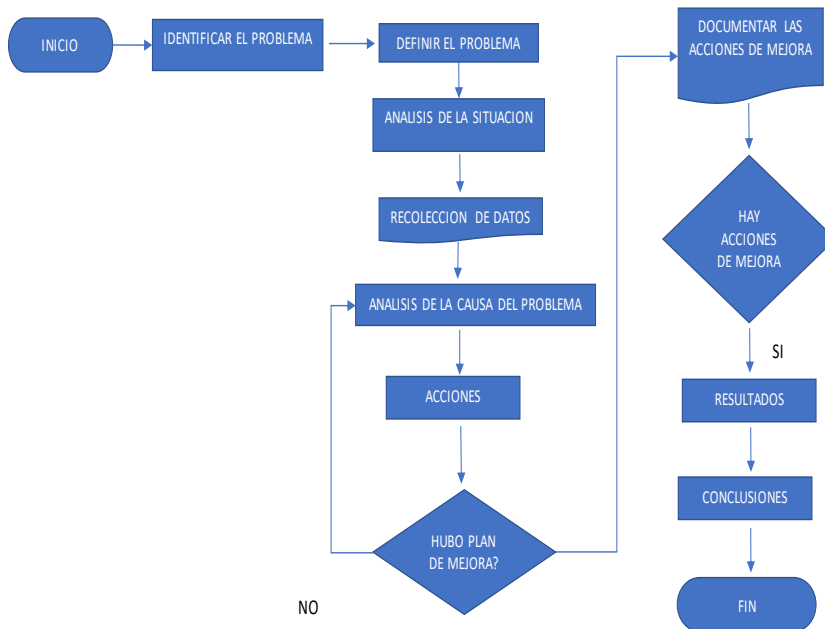 INICIO
IDENTIFICAR EL PROBLEMA
DEFINIR EL PROBLEMA
ANALISIS DE LA SITUACION
RECOLECCION DE DATOS
ANALISIS DE LA CAUSA DEL PROBLEMA
ACCIONES
HUBO PLAN
DE MEJORA?
NO
DOCUMENTAR LAS
ACCIONES DE MEJORA
HAY
ACCIONES
DE MEJORA
SI
RESULTADOS
CONCLUSIONES
FIN